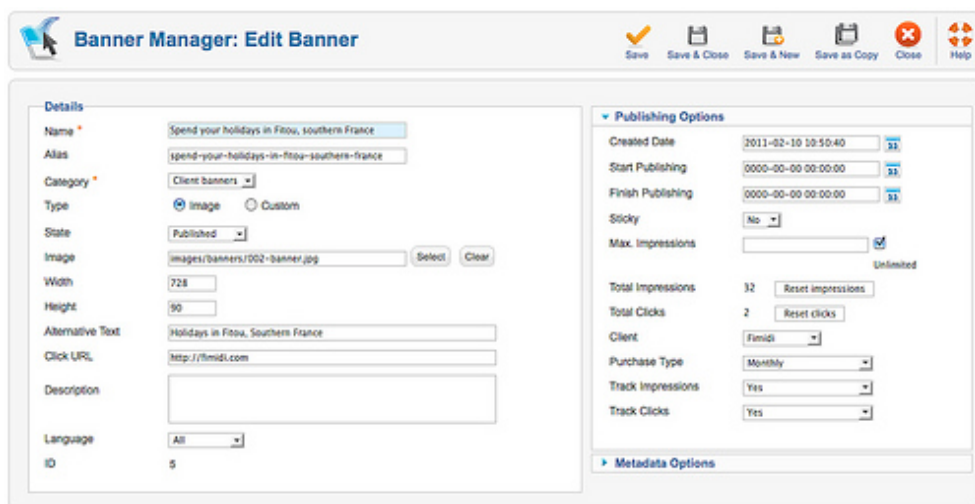 Banner Manager: Edit Banner
Save Save & Close Save & New Save as Copy Close Help
Details
Name *
Spend your holidays in Fitou, southern France
Alias
spend-your-holidays-in-fitou-southern-france
Category *
Client banners
Type
Image Custom
State
Published
Image
images/banners/002-banner.jpg Select Clear
Width
728
Height
90
Alternative Text
Holidays in Fitou, Southern France
Click URL
http://fimidi.com
Description
Language
All
ID
5
Publishing Options
Created Date
2011-02-10 10:50:40
Start Publishing
0000-00-00 00:00:00
Finish Publishing
0000-00-00 00:00:00
Sticky
No
Max. Impressions
Unlimited
Total Impressions
32 Reset impressions
Total Clicks
2 Reset clicks
Client
Fimidi
Purchase Type
Monthly
Track Impressions
Yes
Track Clicks
Yes
Metadata Options